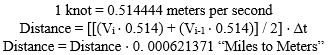 1 knot = 0.514444 meters per second
Distance = [[(Vi · 0.514) + (Vi-1 · 0.514)] / 2] · Δt
Distance = Distance · 0. 000621371 “Miles to Meters”